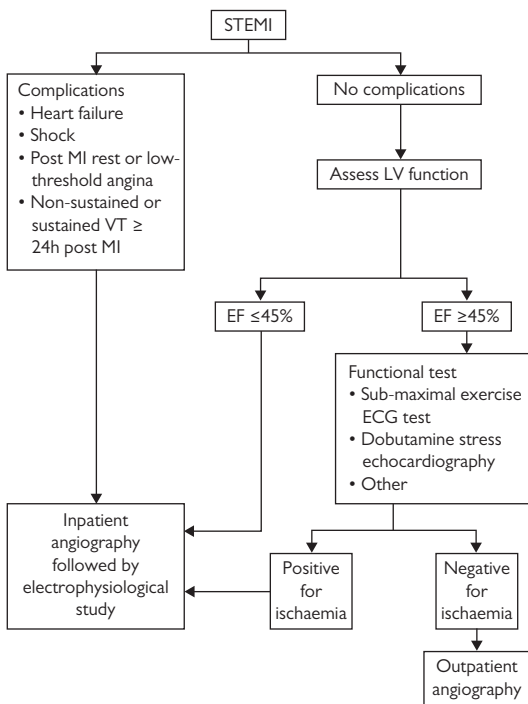 STEMI
Complications
• Heart failure
• Shock
• Post MI rest or low-
threshold angina
• Non-sustained or
sustained VT ≥
24h post MI
No complications
Assess LV function
EF ≤45%
EF ≥45%
Functional test
• Sub-maximal exercise
ECG test
• Dobutamine stress
echocardiography
• Other
Inpatient
angiography
followed by
electrophysiological
study
Positive
for
ischaemia
Negative
for
ischaemia
Outpatient
angiography